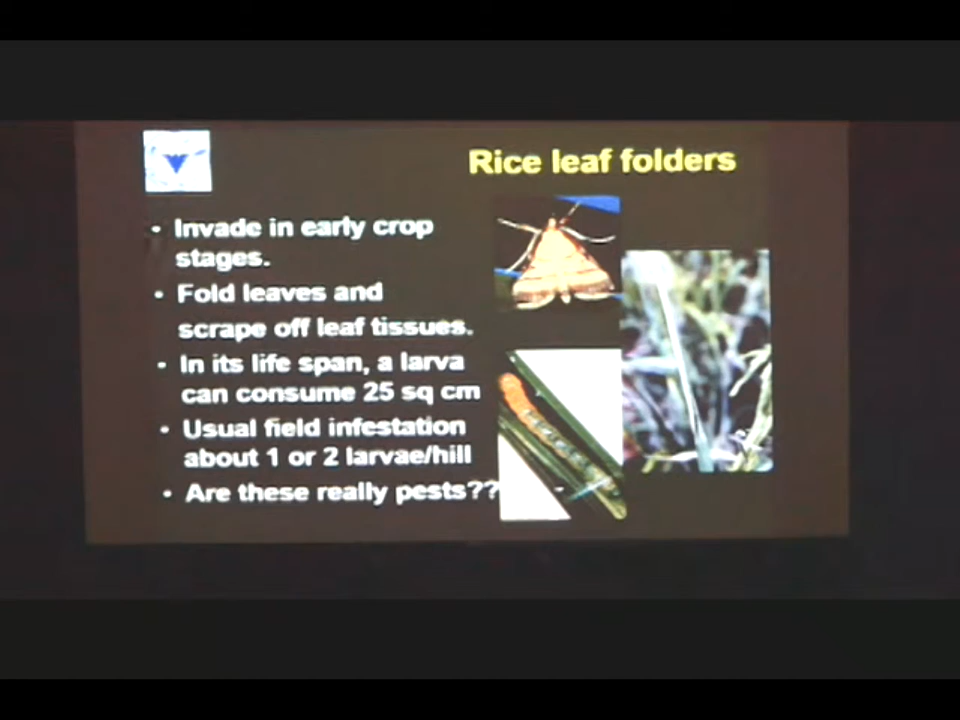 Rice leaf folders
• Invade in early crop
stages.
• Fold leaves and
scrape off leaf tissues.
• In its life span, a larva
can consume 25 sq cm
• Usual field infestation
about 1 or 2 larvae/hill
• Are these really pests??